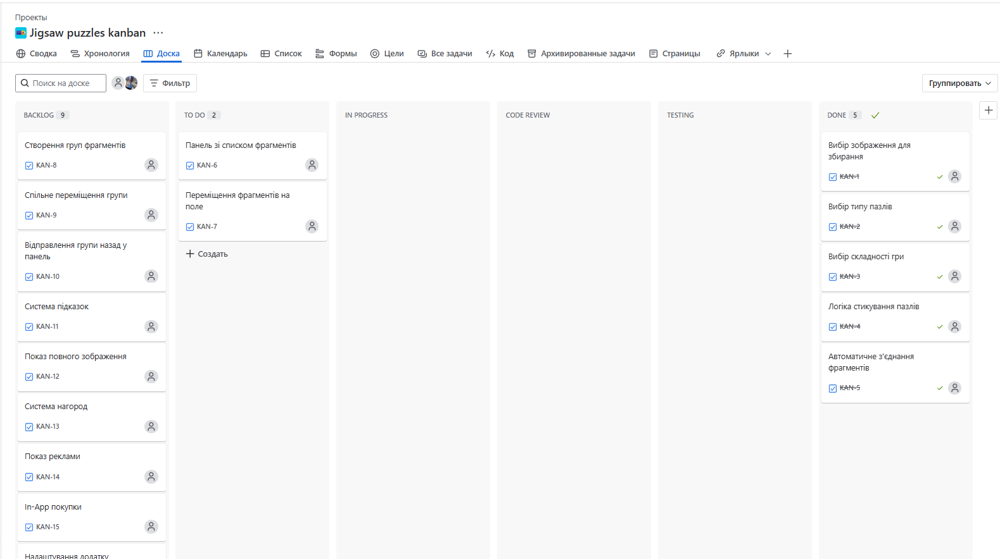 Проекты
Jigsaw puzzles kanban
Сводка Хронология Доска Календарь Список Формы Цели Все задачи Код Архивированные задачи Страницы Ярлыки
Поиск на доске
Фильтр
Группировать
BACKLOG 9
Створення груп фрагментів
KAN-8
Спільне переміщення групи
KAN-9
Відправлення групи назад у
панель
KAN-10
Система підказок
KAN-11
Показ повного зображення
KAN-12
Система нагород
KAN-13
Показ реклами
KAN-14
In-App покупки
KAN-15
Налаштування додатку
TO DO 2
Панель зі списком фрагментів
KAN-6
Переміщення фрагментів на
поле
KAN-7
Создать
IN PROGRESS
CODE REVIEW
TESTING
DONE 5
Вибір зображення для
збирання
KAN-1
Вибір типу пазлів
KAN-2
Вибір складності гри
KAN-3
Логіка стикування пазлів
KAN-4
Автоматичне з'єднання
фрагментів
KAN-5